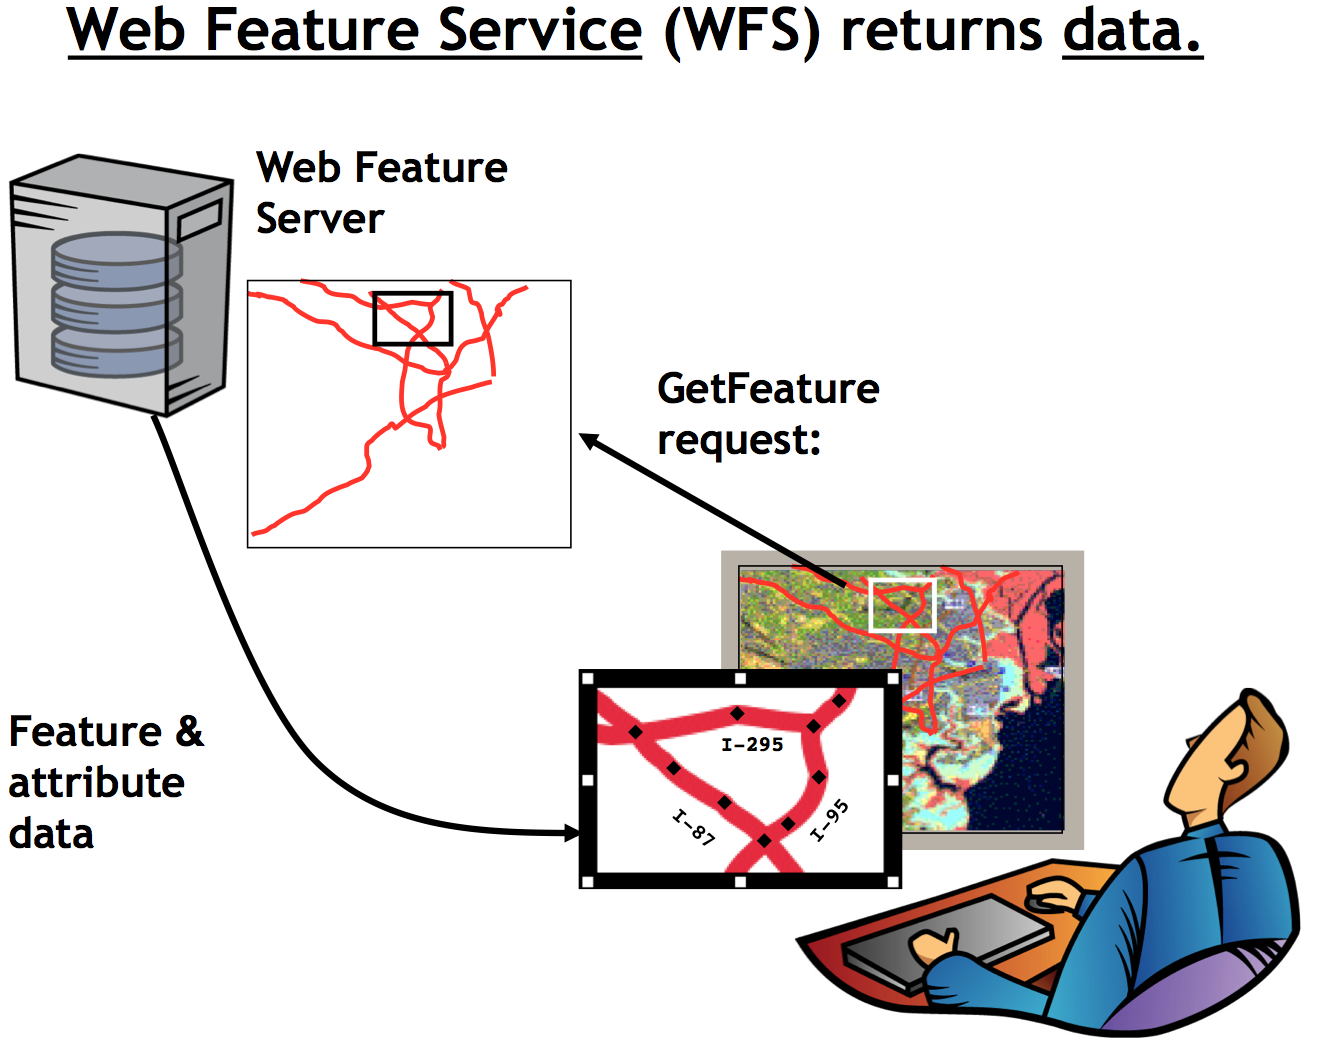 Web Feature Service (WFS) returns data.
Web Feature
Server
GetFeature
request:
Feature &
attribute
data
I-295
I-87
I-95